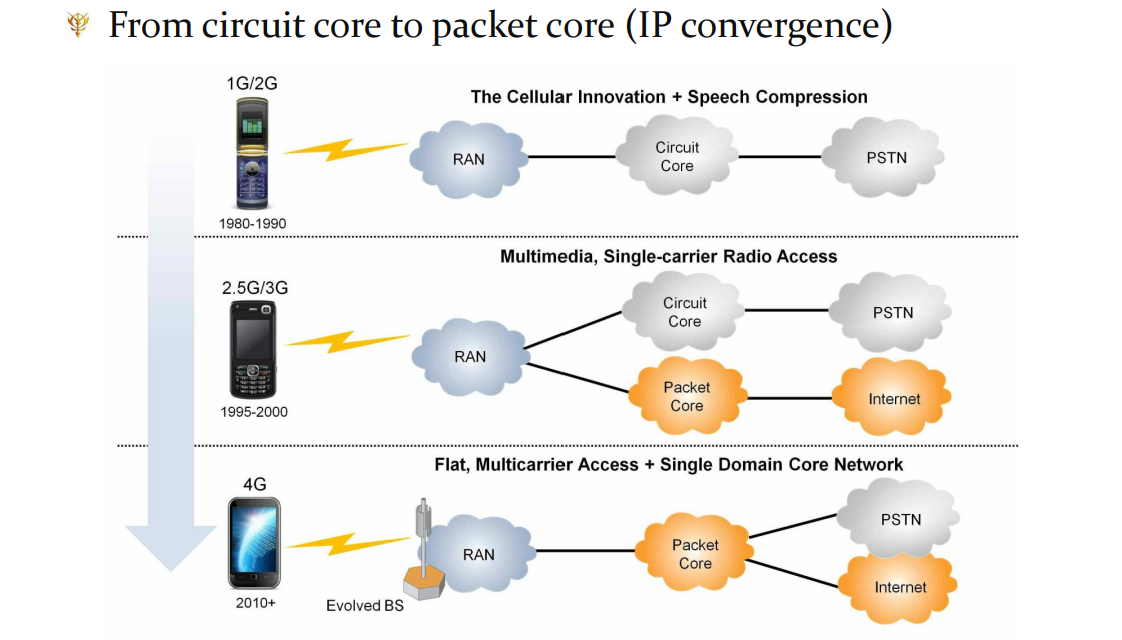 From circuit core to packet core (IP convergence)
1G/2G
The Cellular Innovation + Speech Compression
RAN
Circuit
Core
PSTN
1980-1990
Multimedia, Single-carrier Radio Access
2.5G/3G
RAN
Circuit
Core
PSTN
Packet
Core
Internet
1995-2000
Flat, Multicarrier Access + Single Domain Core Network
4G
RAN
Packet
Core
PSTN
Internet
Evolved BS
2010+